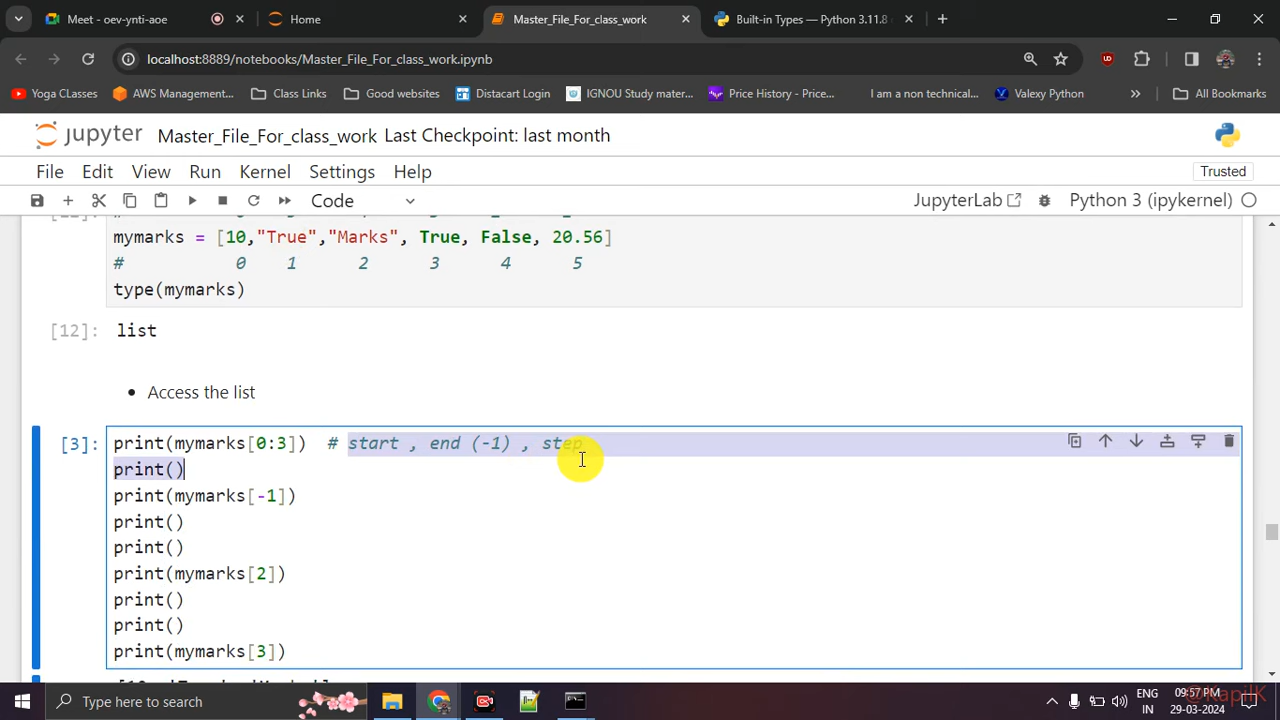 Meet - oev-ynti-aoe
Home
Master_File_For_class_work
Built-in Types — Python 3.11.8
localhost:8889/notebooks/Master_File_For_class_work.ipynb
Yoga CLasses
AWS Management...
Class Links
Good websites
Distacart Login
IGNOU Study mater...
Price History - Price...
I am a non technical...
Valexy Python
»
All Bookmarks
jupyter Master_File_For_class_work Last Checkpoint: last month
File Edit View Run Kernel Settings Help
Trusted
Code
JupyterLab
Python 3 (ipykernel)
mymarks = [10,"True","Marks", True, False, 20.56]
# 0 1 2 3 4 5
type(mymarks)
[12]: list
• Access the list
[3]: print(mymarks[0:3]) # start , end (-1) , step
print()
print(mymarks[-1])
print()
print()
print(mymarks[2])
print()
print()
print(mymarks[3])
Type here to search
ENG
IN
09:57 PM
29-03-2024
@KapilK